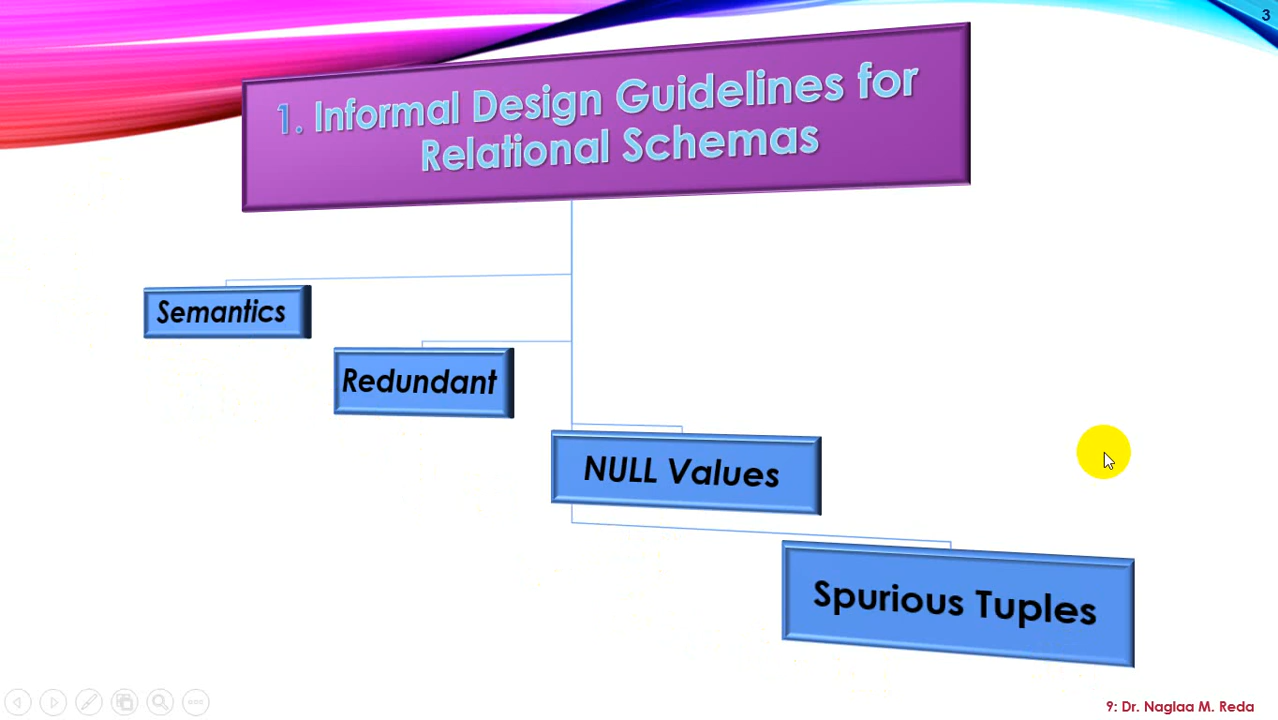 3
1. Informal Design Guidelines for
Relational Schemas
Semantics
Redundant
NULL Values
Spurious Tuples
9: Dr. Naglaa M. Reda